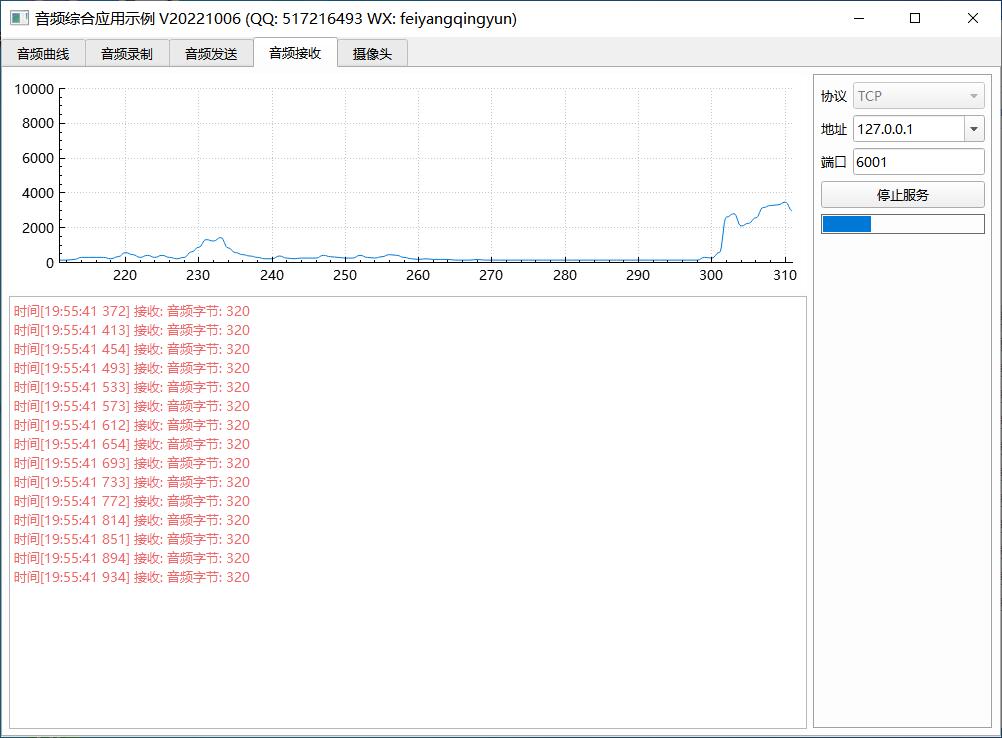 音频综合应用示例 V20221006 (QQ: 517216493 WX: feiyangqingyun)
音频曲线 音频录制 音频发送 音频接收 摄像头
10000
8000
6000
4000
2000
0
220 230 240 250 260 270 280 290 300 310
协议 TCP
地址 127.0.0.1
端口 6001
停止服务
时间[19:55:41 372] 接收: 音频字节: 320
时间[19:55:41 413] 接收: 音频字节: 320
时间[19:55:41 454] 接收: 音频字节: 320
时间[19:55:41 493] 接收: 音频字节: 320
时间[19:55:41 533] 接收: 音频字节: 320
时间[19:55:41 573] 接收: 音频字节: 320
时间[19:55:41 612] 接收: 音频字节: 320
时间[19:55:41 654] 接收: 音频字节: 320
时间[19:55:41 693] 接收: 音频字节: 320
时间[19:55:41 733] 接收: 音频字节: 320
时间[19:55:41 772] 接收: 音频字节: 320
时间[19:55:41 814] 接收: 音频字节: 320
时间[19:55:41 851] 接收: 音频字节: 320
时间[19:55:41 894] 接收: 音频字节: 320
时间[19:55:41 934] 接收: 音频字节: 320